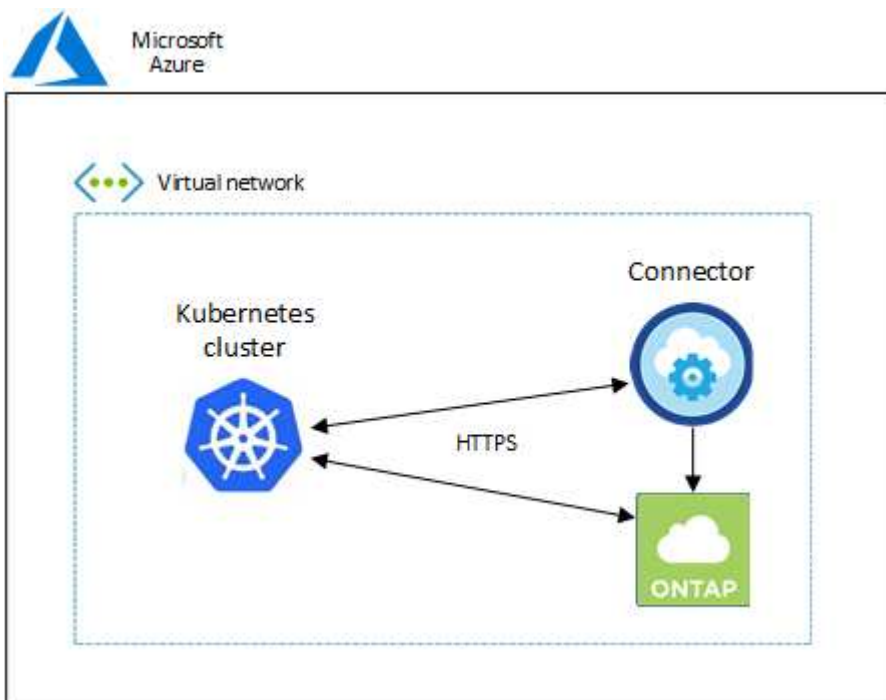 Microsoft
Azure
Virtual network
Connector
Kubernetes
cluster
HTTPS
ONTAP